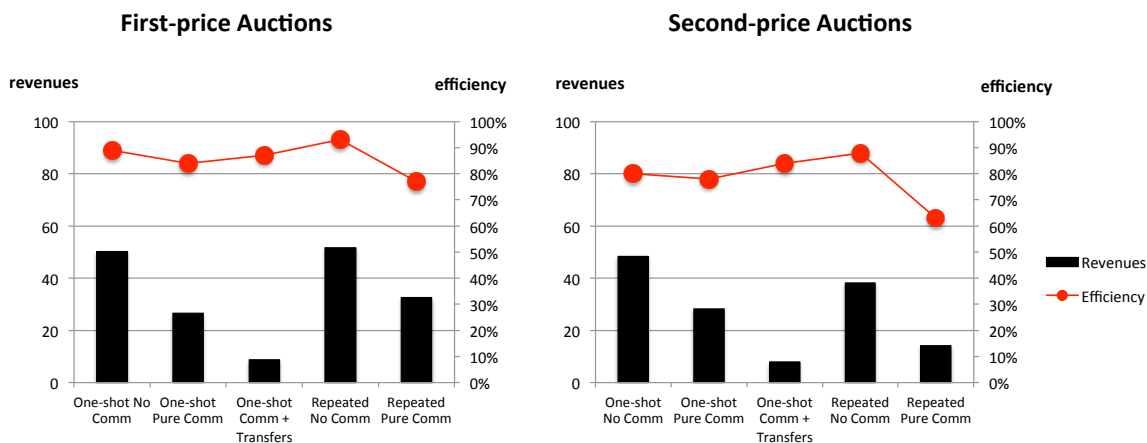 First-price Auctions
revenues
efficiency
100
80
60
40
20
0
100%
90%
80%
70%
60%
50%
40%
30%
20%
10%
0%
One-shot No
Comm
One-shot
Pure Comm
One-shot
Comm +
Transfers
Repeated
No Comm
Repeated
Pure Comm
Second-price Auctions
revenues
efficiency
100
80
60
40
20
0
100%
90%
80%
70%
60%
50%
40%
30%
20%
10%
0%
One-shot
No Comm
One-shot
Pure Comm
One-shot
Comm +
Transfers
Repeated
No Comm
Repeated
Pure Comm
Revenues
Efficiency